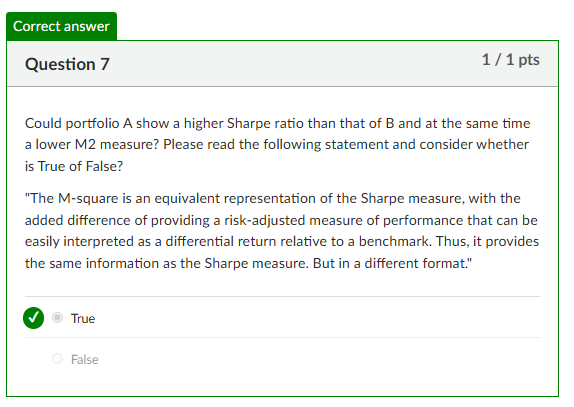 Correct answer
Question 7
1 / 1 pts
Could portfolio A show a higher Sharpe ratio than that of B and at the same time
a lower M2 measure? Please read the following statement and consider whether
is True of False?
"The M-square is an equivalent representation of the Sharpe measure, with the
added difference of providing a risk-adjusted measure of performance that can be
easily interpreted as a differential return relative to a benchmark. Thus, it provides
the same information as the Sharpe measure. But in a different format."
True
False